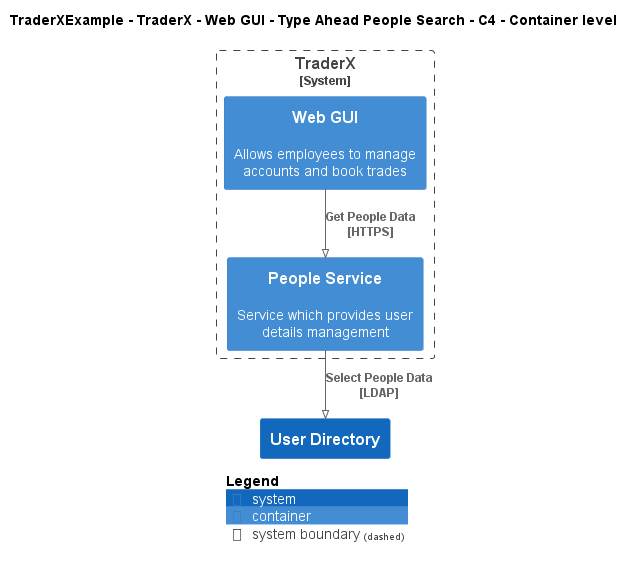 TraderXExample - TraderX - Web GUI - Type Ahead People Search - C4 - Container level
TraderX
[System]
Web GUI
Allows employees to manage
accounts and book trades
Get People Data
[HTTPS]
People Service
Service which provides user
details management
Select People Data
[LDAP]
User Directory
Legend
system
container
system boundary (dashed)